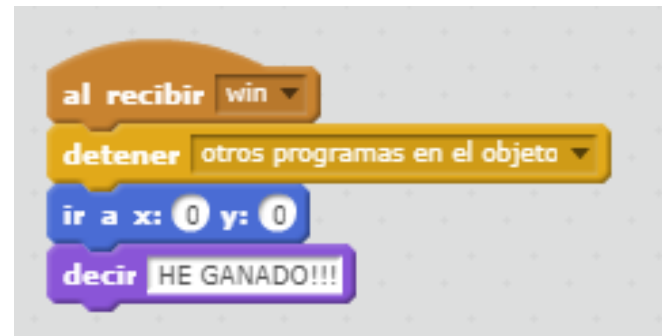 al recibir win
detener otros programas en el objeto
ir a x: 0 y: 0
decir HE GANADO!!!